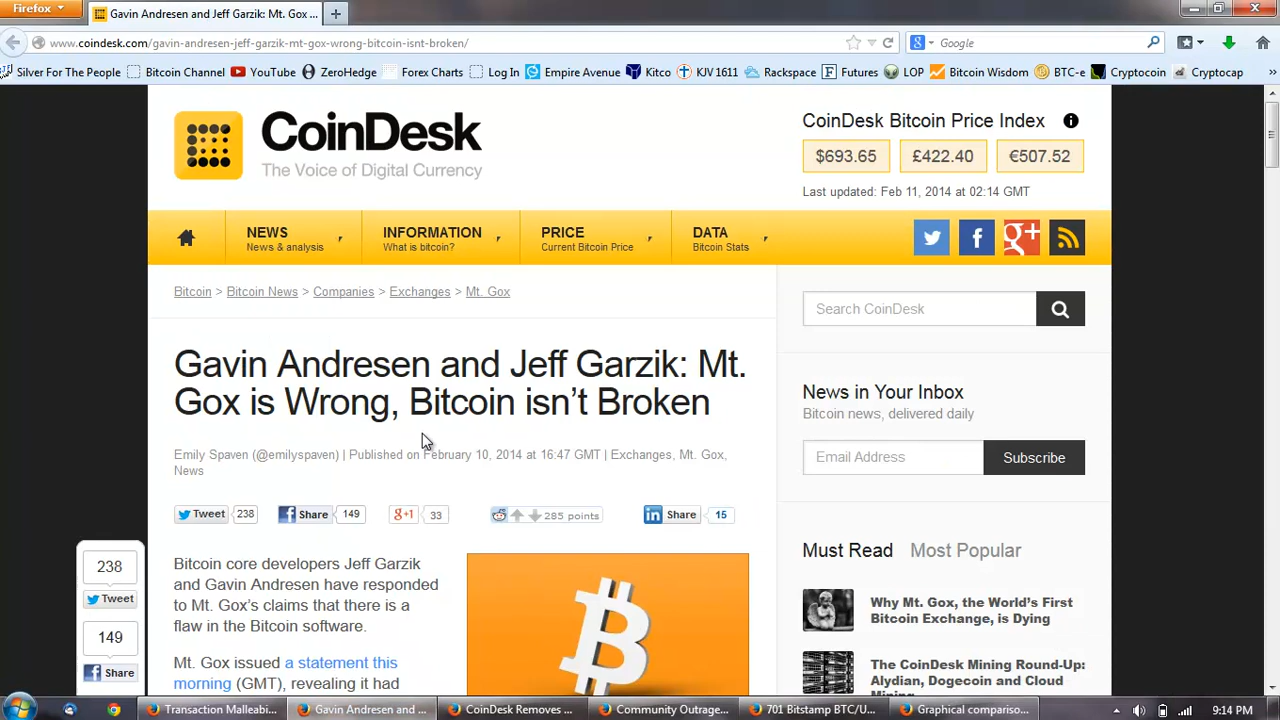 Firefox
Gavin Andresen and Jeff Garzik: Mt. Gox ...
www.coindesk.com/gavin-andresen-jeff-garzik-mt-gox-wrong-bitcoin-isnt-broken/
Google
Silver For The People
Bitcoin Channel
YouTube
ZeroHedge
Forex Charts
Log In
Empire Avenue
Kitco
KJV 1611
Rackspace
Futures
LOP
Bitcoin Wisdom
BTC-e
Cryptocoin
Cryptocap
CoinDesk
The Voice of Digital Currency
CoinDesk Bitcoin Price Index
$693.65
£422.40
€507.52
Last updated: Feb 11, 2014 at 02:14 GMT
NEWS
News & analysis
INFORMATION
What is bitcoin?
PRICE
Current Bitcoin Price
DATA
Bitcoin Stats
Bitcoin > Bitcoin News > Companies > Exchanges > Mt. Gox
Search CoinDesk
Gavin Andresen and Jeff Garzik: Mt.
Gox is Wrong, Bitcoin isn't Broken
News in Your Inbox
Bitcoin news, delivered daily
Email Address
Subscribe
Emily Spaven (@emilyspaven) | Published on February 10, 2014 at 16:47 GMT | Exchanges, Mt. Gox,
News
Tweet 238
Share 149
g+1 33
285 points
Share 15
Must Read
Most Popular
238
Tweet
149
Share
Bitcoin core developers Jeff Garzik
and Gavin Andresen have responded
to Mt. Gox's claims that there is a
flaw in the Bitcoin software.
Mt. Gox issued a statement this
morning (GMT), revealing it had
Why Mt. Gox, the World's First
Bitcoin Exchange, is Dying
The CoinDesk Mining Round-Up:
Alydian, Dogecoin and Cloud
Mining
Transaction Malleabi...
Gavin Andresen and ...
CoinDesk Removes ...
Community Outrage...
701 Bitstamp BTC/U...
Graphical compariso...
9:14 PM